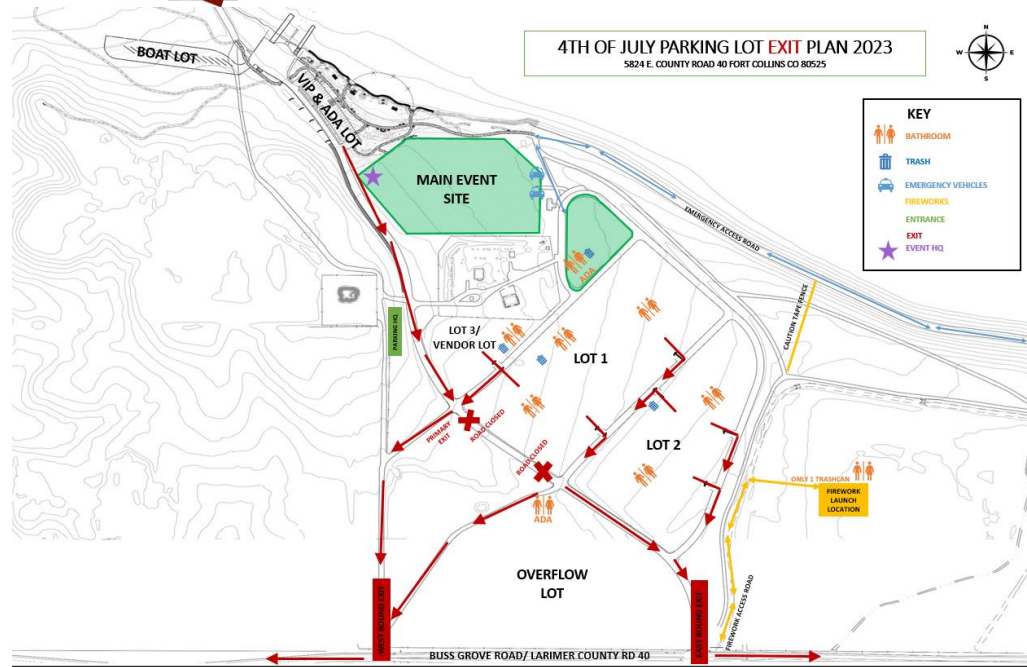 4TH OF JULY PARKING LOT EXIT PLAN 2023
5824 E. COUNTY ROAD 40 FORT COLLINS CO 80525
N
W
E
S
BOAT LOT
VIP & ADA LOT
MAIN EVENT
SITE
KEY
BATHROOM
TRASH
EMERGENCY VEHICLES
FIREWORKS
ENTRANCE
EXIT
EVENT HQ
EMERGENCY ACCESS ROAD
ADA
CAUTION TAPE FENCE
PARKING HQ
LOT 3/
VENDOR LOT
LOT 1
PRIMARY
EXIT
ROAD CLOSED
ROAD CLOSED
LOT 2
ONLY 1 TRASHCAN
FIREWORK
LAUNCH
LOCATION
ADA
OVERFLOW
LOT
WEST BOUND EXIT
EAST BOUND EXIT
FIREWORK ACCESS ROAD
BUSS GROVE ROAD/ LARIMER COUNTY RD 40